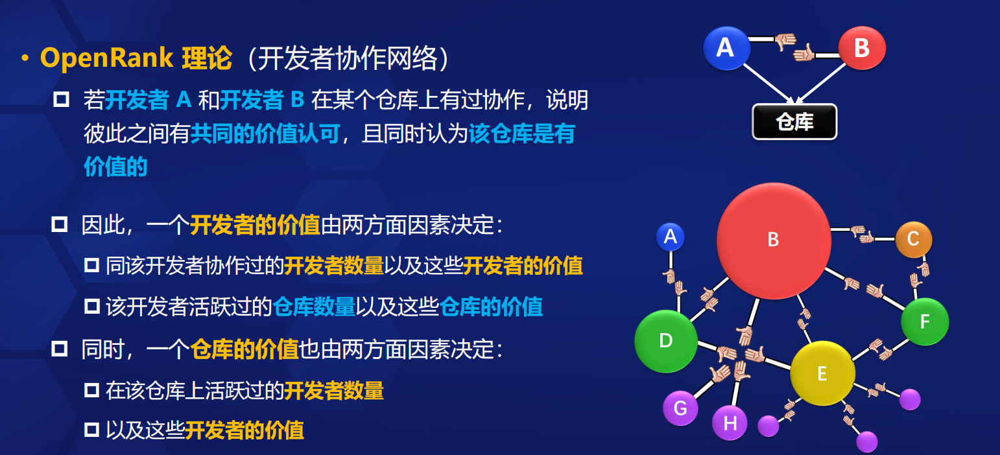 • OpenRank 理论（开发者协作网络）
若开发者 A 和开发者 B 在某个仓库上有过协作，说明
彼此之间有共同的价值认可，且同时认为该仓库是有
价值的
因此，一个开发者的价值由两方面因素决定：
同该开发者协作过的开发者数量以及这些开发者的价值
该开发者活跃过的仓库数量以及这些仓库的价值
同时，一个仓库的价值也由两方面因素决定：
在该仓库上活跃过的开发者数量
以及这些开发者的价值
A
B
仓库
B
A
C
D
F
E
G
H